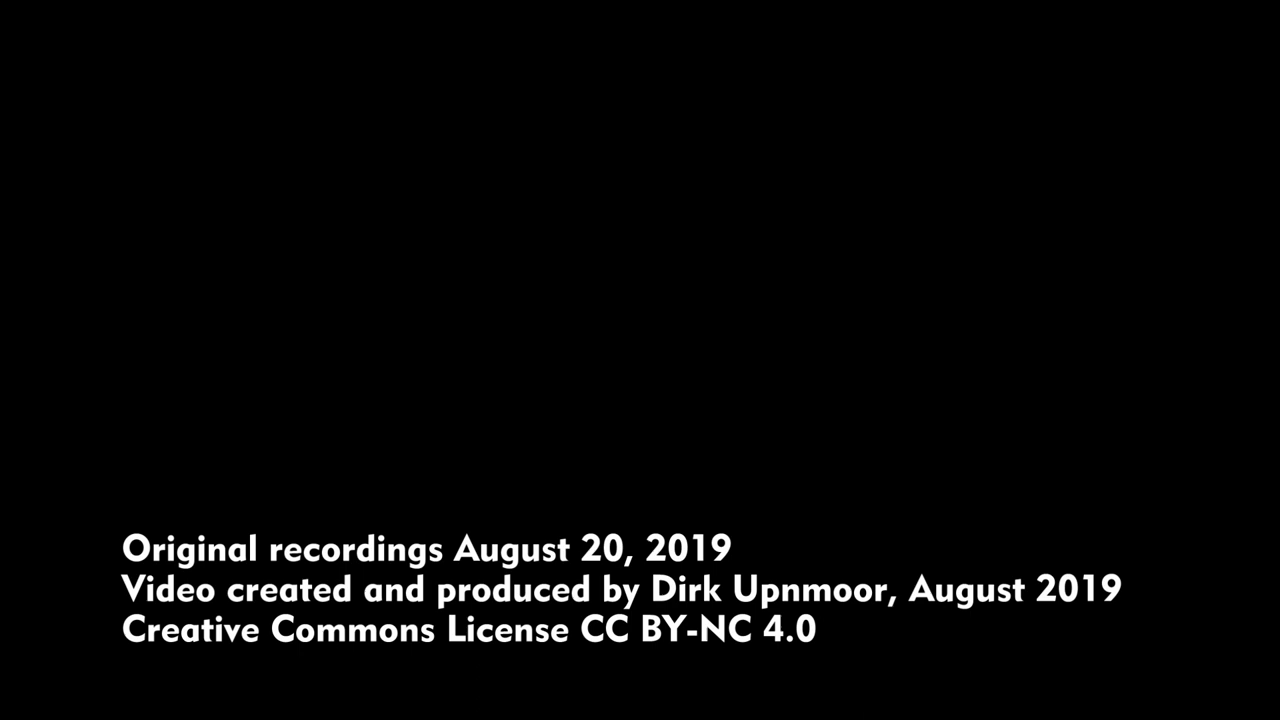 Original recordings August 20, 2019
Video created and produced by Dirk Upnmoor, August 2019
Creative Commons License CC BY-NC 4.0